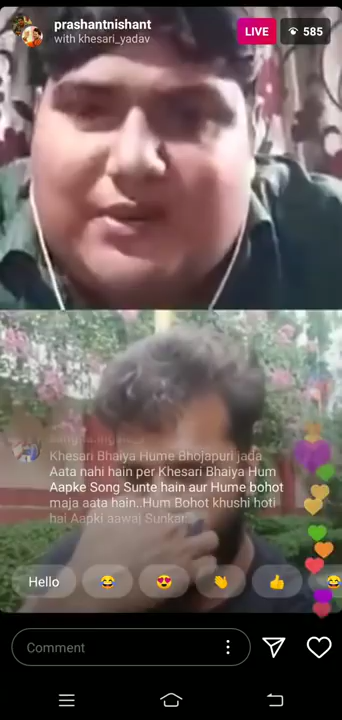 prashantnishant
with khesari_yadav
LIVE
585
Khesari Bhaiya Hume Bhojapuri jada
Aata nahi hain per Khesari Bhaiya Hum
Aapke Song Sunte hain aur Hume bohot
maja aata hain..Hum Bohot khushi hoti
hai Aapki aawaj Sunkar
Hello
Comment